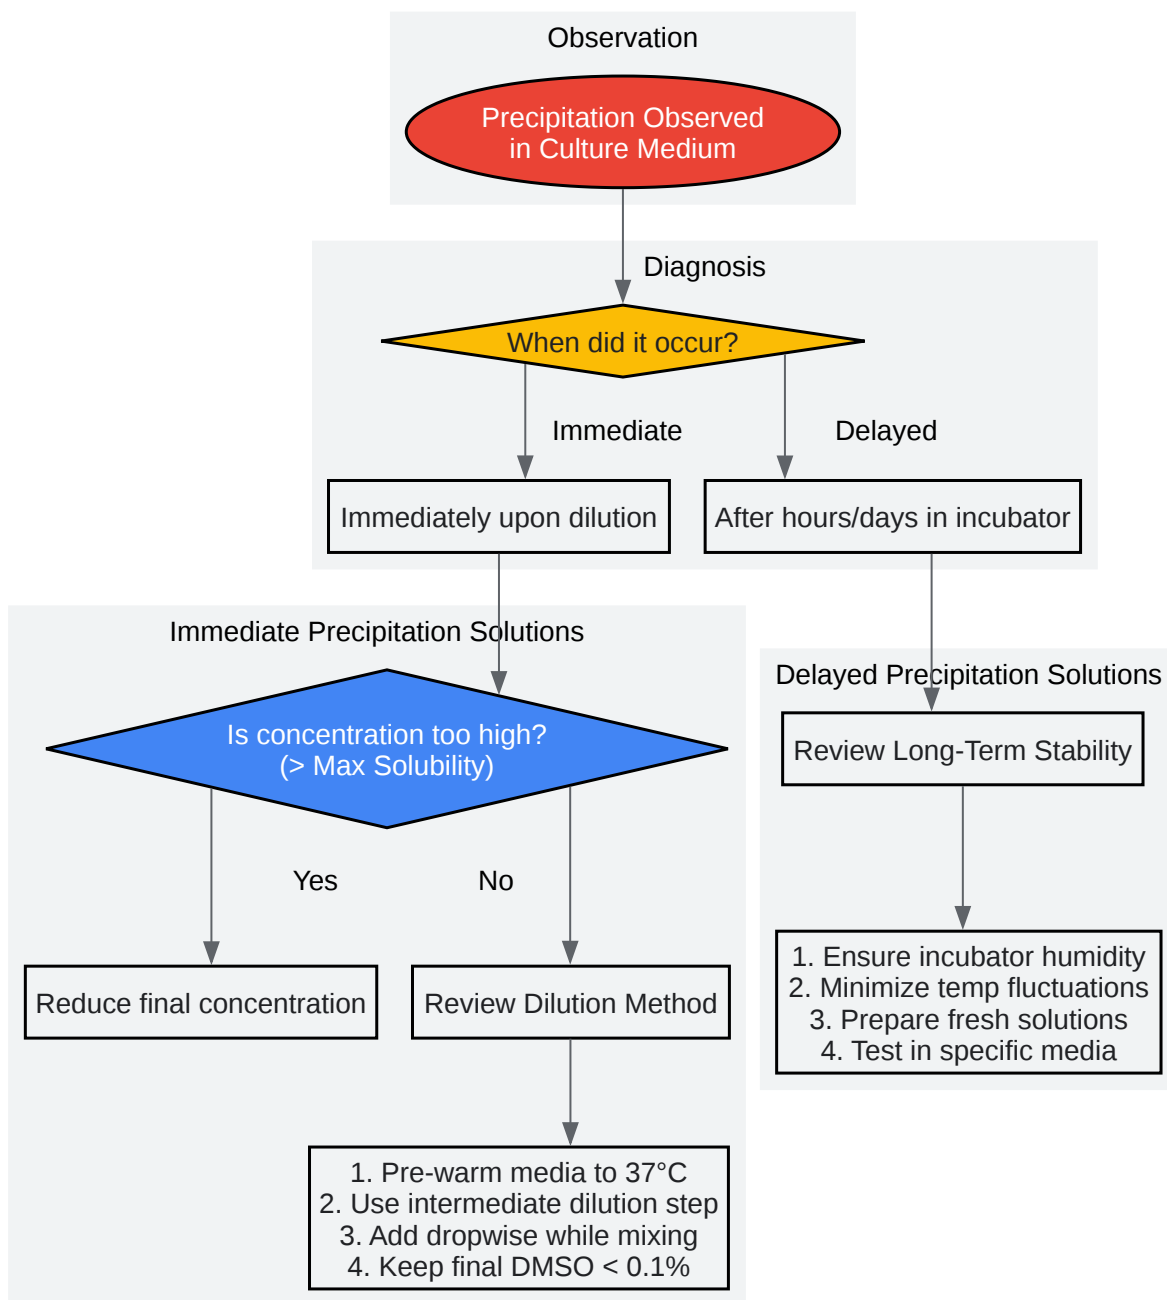 Observation
Precipitation Observed
in Culture Medium
Diagnosis
When did it occur?
Immediate
Delayed
Immediately upon dilution
After hours/days in incubator
Immediate Precipitation Solutions
Is concentration too high?
(> Max Solubility)
Yes
No
Reduce final concentration
Review Dilution Method
1. Pre-warm media to 37°C
2. Use intermediate dilution step
3. Add dropwise while mixing
4. Keep final DMSO < 0.1%
Delayed Precipitation Solutions
Review Long-Term Stability
1. Ensure incubator humidity
2. Minimize temp fluctuations
3. Prepare fresh solutions
4. Test in specific media